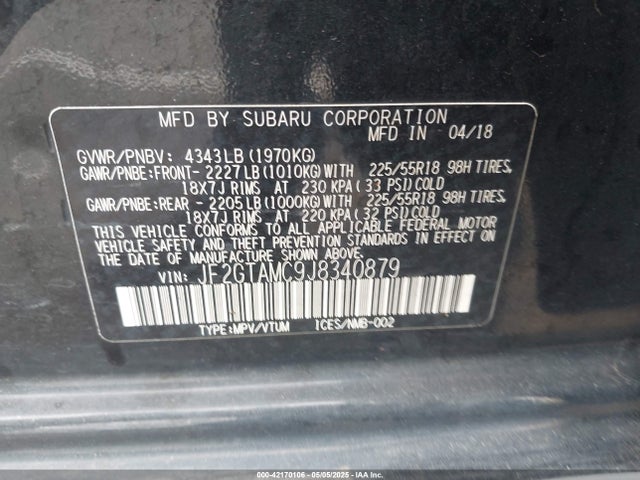 MFD BY SUBARU CORPORATION
MFD IN 04/18
GVWR/PNBV: 4343LB (1970KG)
GAWR/PNBE:FRONT- 2227LB (1010KG)WITH 225/55R18 98H TIRES,
18X7J RIMS AT 230 KPA (33 PSI)COLD
GAWR/PNBE:REAR - 2205LB (1000KG)WITH 225/55R18 98H TIRES,
18X7J RIMS AT 220 KPA (32 PSI)COLD
THIS VEHICLE CONFORMS TO ALL APPLICABLE FEDERAL MOTOR
VEHICLE SAFETY AND THEFT PREVENTION STANDARDS IN EFFECT
ON THE DATE OF MANUFACTURE SHOWN ABOVE.
VIN: JF2GTAMC9J8340879
TYPE:MPV/VTUM ICES/NMB-002
000-42170106 - 05/05/2025 - IAAI Inc.